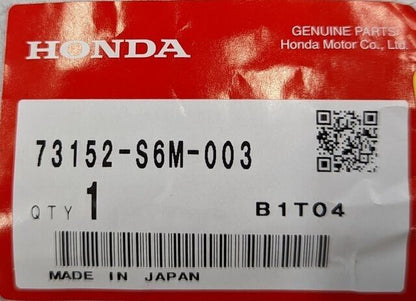 HONDA
GENUINE PARTS
Honda Motor Co., Ltd
73152-S6M-003
QTY 1
B1T04
MADE IN JAPAN